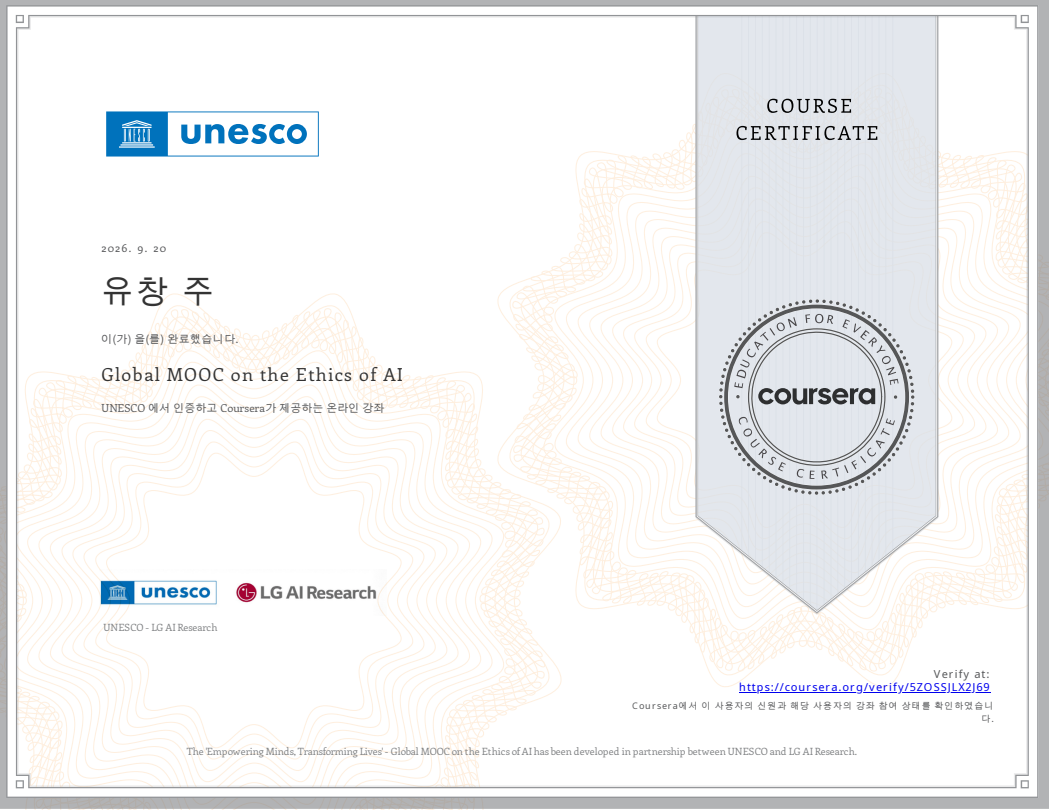 unesco
COURSE
CERTIFICATE
2026. 9. 20
유창 주
이(가) 을(를) 완료했습니다.
Global MOOC on the Ethics of AI
UNESCO 에서 인증하고 Coursera가 제공하는 온라인 강좌
EDUCATION FOR EVERYONE
coursera
COURSE CERTIFICATE
unesco
LG AI Research
UNESCO - LG AI Research
Verify at:
https://coursera.org/verify/5ZOSSJLX2J69
Coursera에서 이 사용자의 신원과 해당 사용자의 강좌 참여 상태를 확인하였습니
다.
The 'Empowering Minds, Transforming Lives' - Global MOOC on the Ethics of AI has been developed in partnership between UNESCO and LG AI Research.